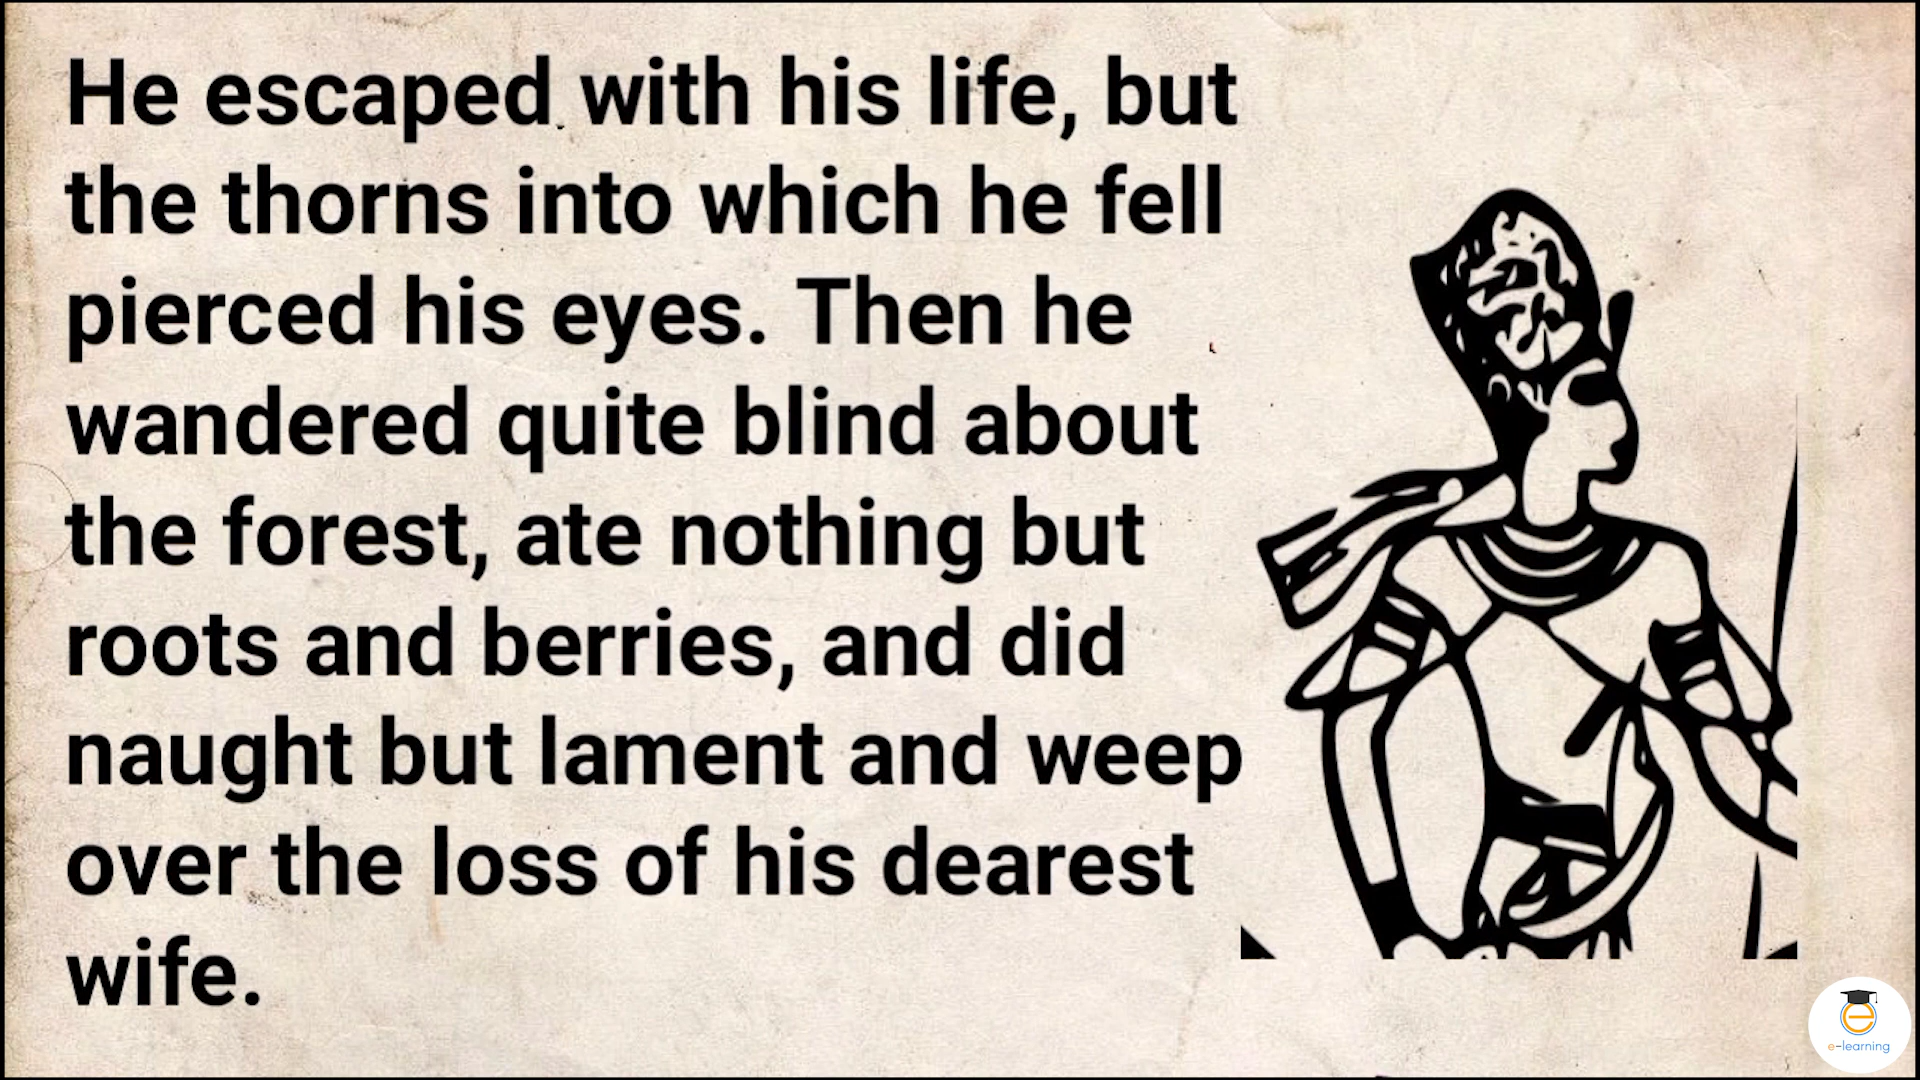 He escaped with his life, but
the thorns into which he fell
pierced his eyes. Then he
wandered quite blind about
the forest, ate nothing but
roots and berries, and did
naught but lament and weep
over the loss of his dearest
wife.
e-learning